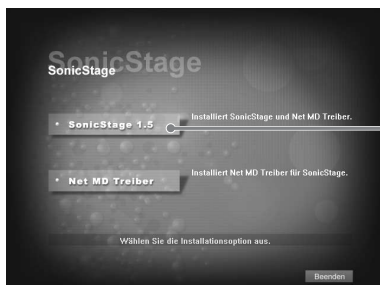 SonicStage
SonicStage
SonicStage 1.5
Installiert SonicStage und Net MD Treiber.
Net MD Treiber
Installiert Net MD Treiber für SonicStage.
Wählen Sie die Installationsoption aus.
Beenden